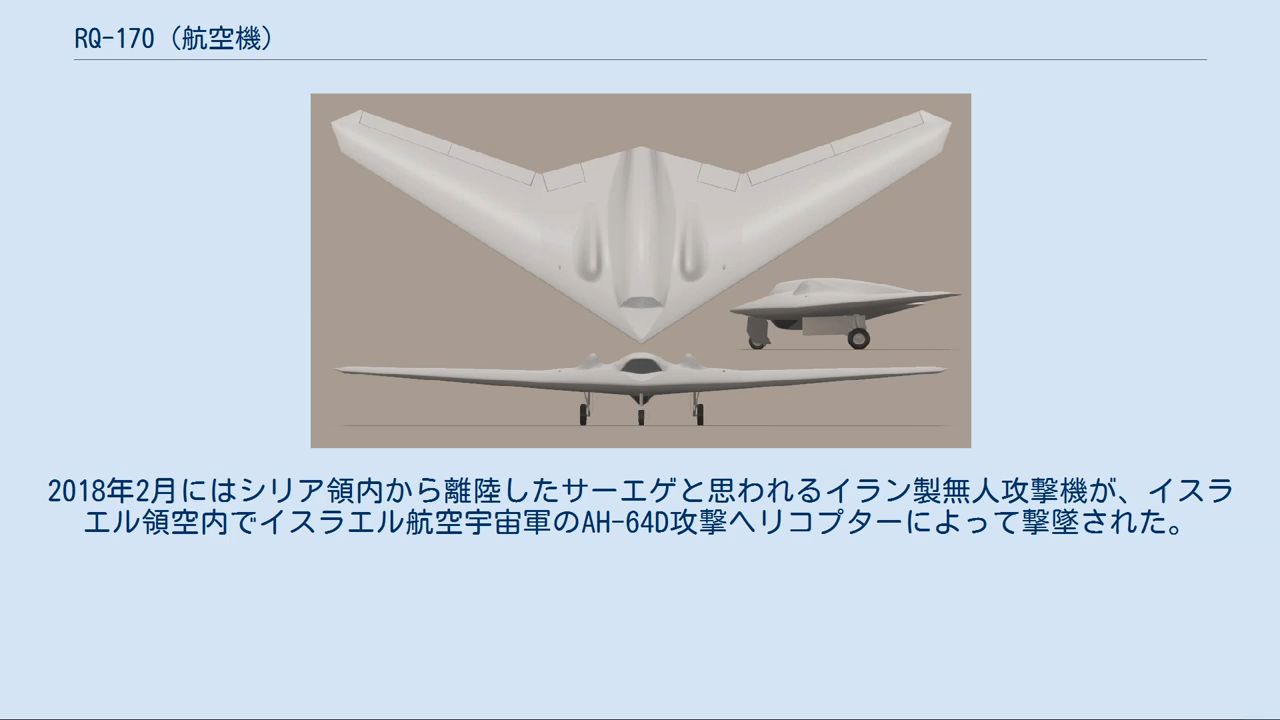 RQ-170（航空機）
2018年2月にはシリア領内から離陸したサーエゲと思われるイラン製無人攻撃機が、イスラ
エル領空内でイスラエル航空宇宙軍のAH-64D攻撃ヘリコプターによって撃墜された。